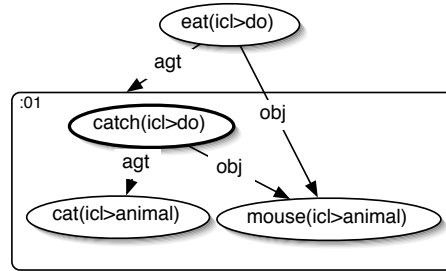 eat(icl>do)
agt
:01
obj
catch(icl>do)
agt
obj
cat(icl>animal)
mouse(icl>animal)